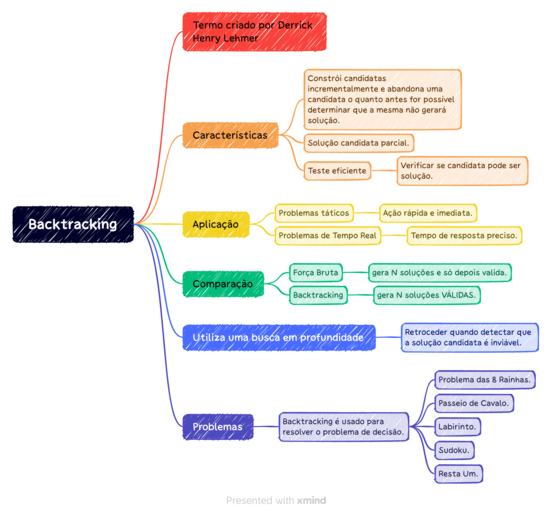 Termo criado por Derrick
Henry Lehmer
Características
Constrói candidatas
incrementalmente e abandona uma
candidata o quanto antes for possível
determinar que a mesma não gerará
solução.
Solução candidata parcial.
Teste eficiente
Verificar se candidata pode ser
solução.
Backtracking
Aplicação
Problemas táticos
Ação rápida e imediata.
Problemas de Tempo Real
Tempo de resposta preciso.
Comparação
Força Bruta
gera N soluções e só depois valida.
Backtracking
gera N soluções VÁLIDAS.
Utiliza uma busca em profundidade
Retroceder quando detectar que
a solução candidata é inviável.
Problemas
Backtracking é usado para
resolver o problema de decisão.
Problema das 8 Rainhas.
Passeio de Cavalo.
Labirinto.
Sudoku.
Resta Um.
Presented with xmind